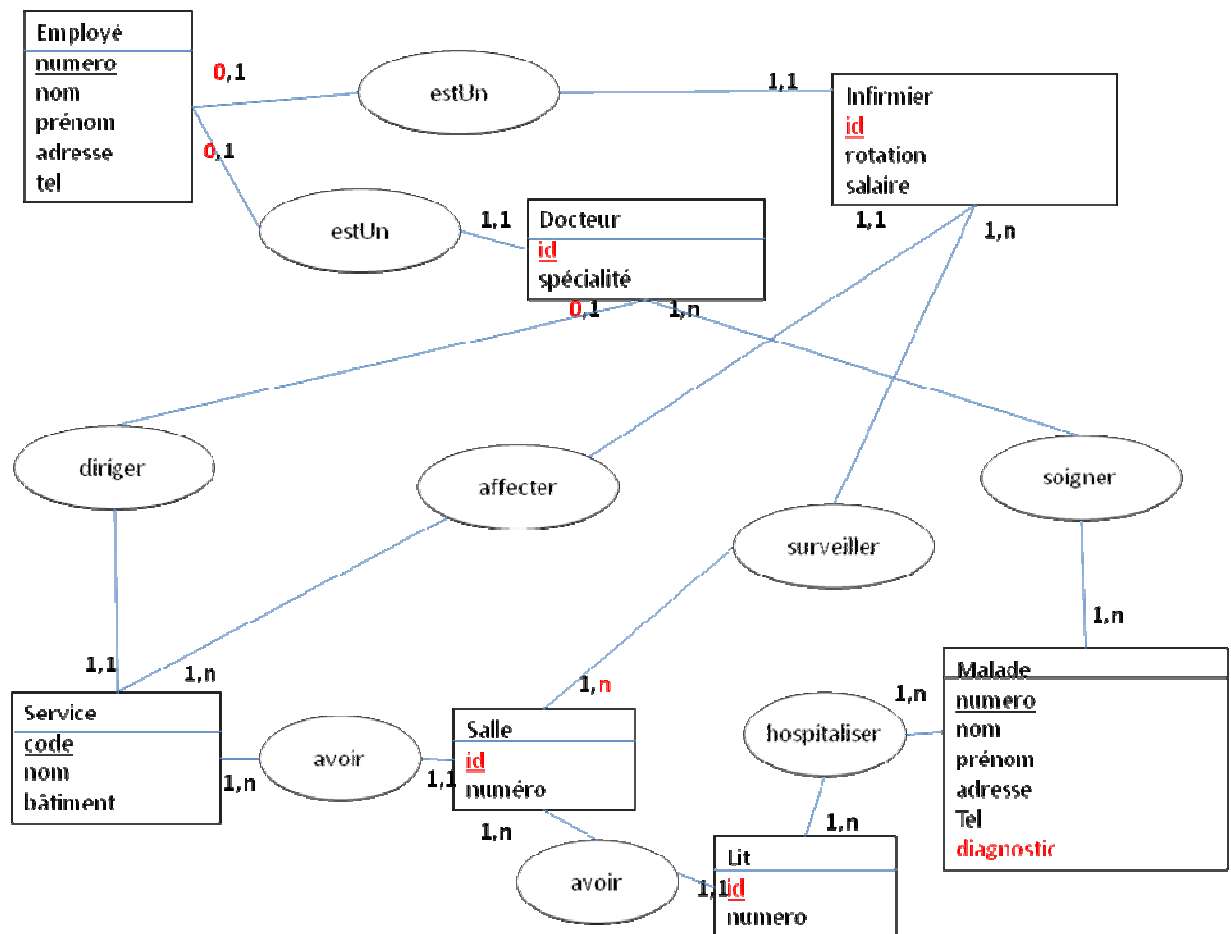 Employé
numero
nom
prénom
adresse
tel
0,1
estUn
1,1
Infirmier
id
rotation
salaire
0,1
estUn
1,1
Docteur
id
spécialité
1,1
1,n
0,1
1,n
diriger
affecter
surveiller
soigner
1,1
1,n
1,n
1,n
Service
code
nom
bâtiment
1,n
avoir
1,1
Salle
id
numéro
1,n
avoir
1,1
Lit
id
numero
1,n
hospitaliser
1,n
Malade
numero
nom
prénom
adresse
Tel
diagnostic